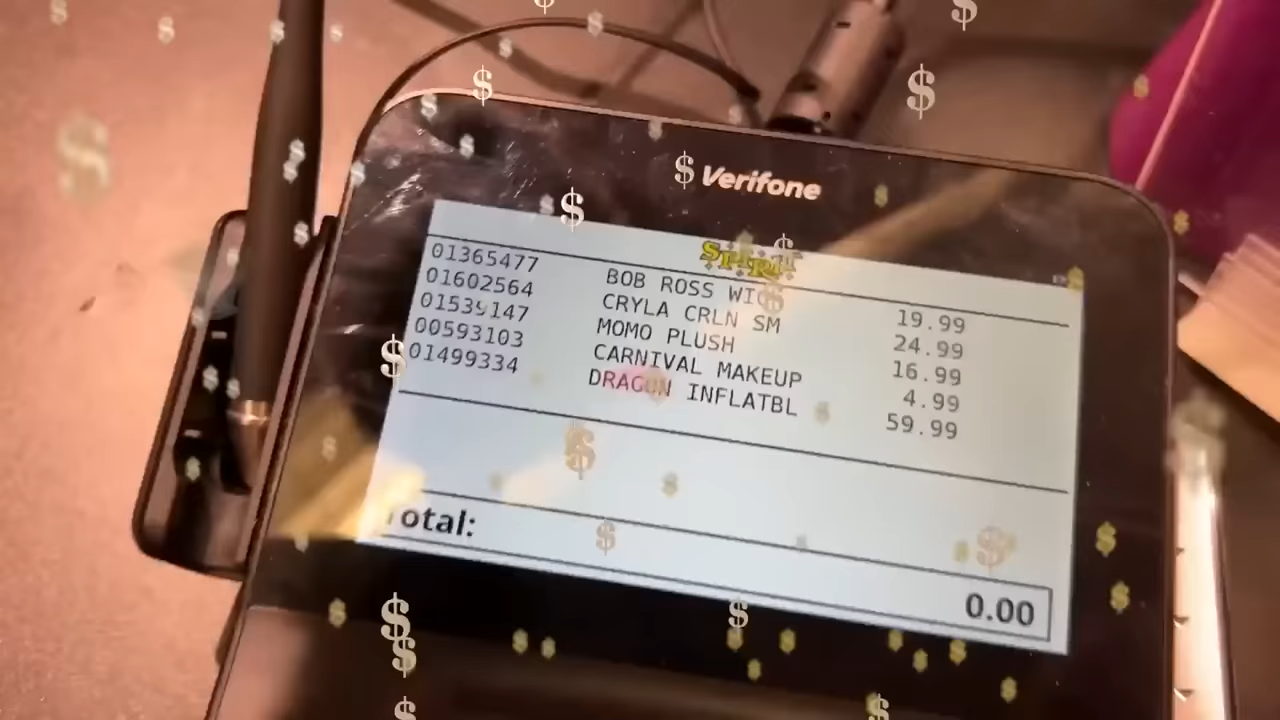 Verifone
SPIRIT
01365477 BOB ROSS WIG 19.99
01602564 CRYLA CRLN SM 24.99
01539147 MOMO PLUSH 16.99
00593103 CARNIVAL MAKEUP 4.99
01499334 DRAGON INFLATBL 59.99
Total:
0.00